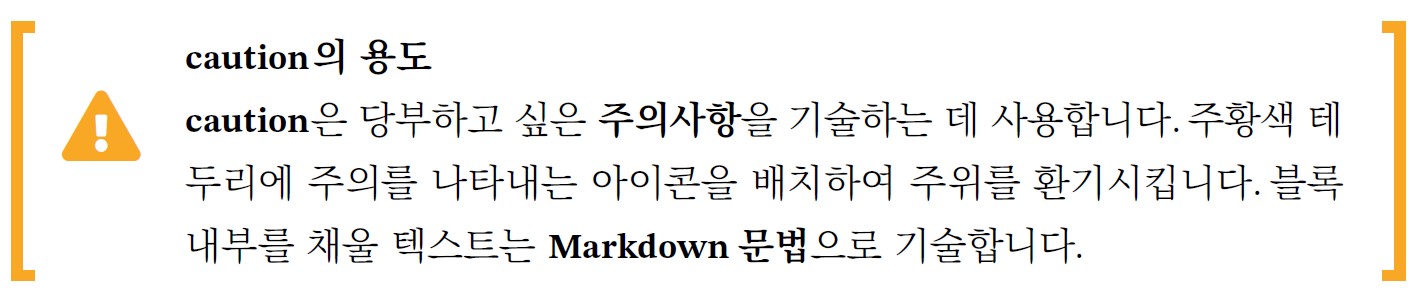 caution의 용도
caution은 당부하고 싶은 주의사항을 기술하는 데 사용합니다. 주황색 테
두리에 주의를 나타내는 아이콘을 배치하여 주위를 환기시킵니다. 블록
내부를 채울 텍스트는 Markdown 문법으로 기술합니다.